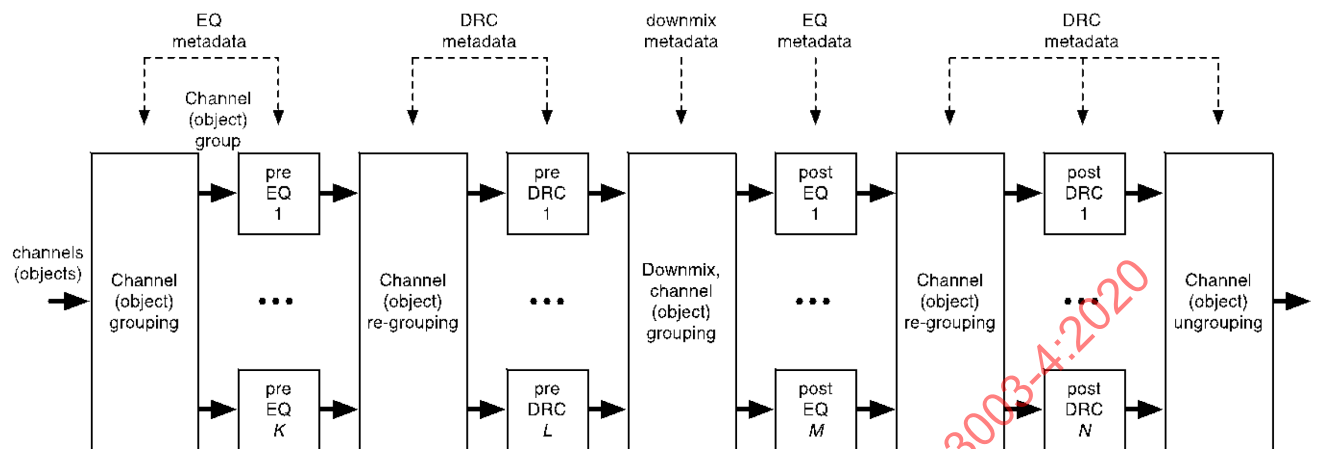 EQ
metadata
DRC
metadata
downmix
metadata
EQ
metadata
DRC
metadata
Channel
(object)
group
channels
(objects)
Channel
(object)
grouping
pre
EQ
1
pre
EQ
K
Channel
(object)
re-grouping
pre
DRC
1
pre
DRC
L
Downmix,
channel
(object)
grouping
post
EQ
1
post
EQ
M
Channel
(object)
re-grouping
post
DRC
1
post
DRC
N
Channel
(object)
ungrouping
3003-4:2020